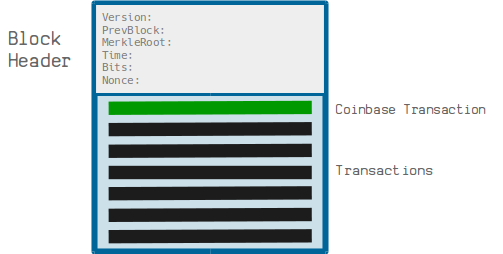 Block
Header
Version:
PrevBlock:
MerkleRoot:
Time:
Bits:
Nonce:
Coinbase Transaction
Transactions